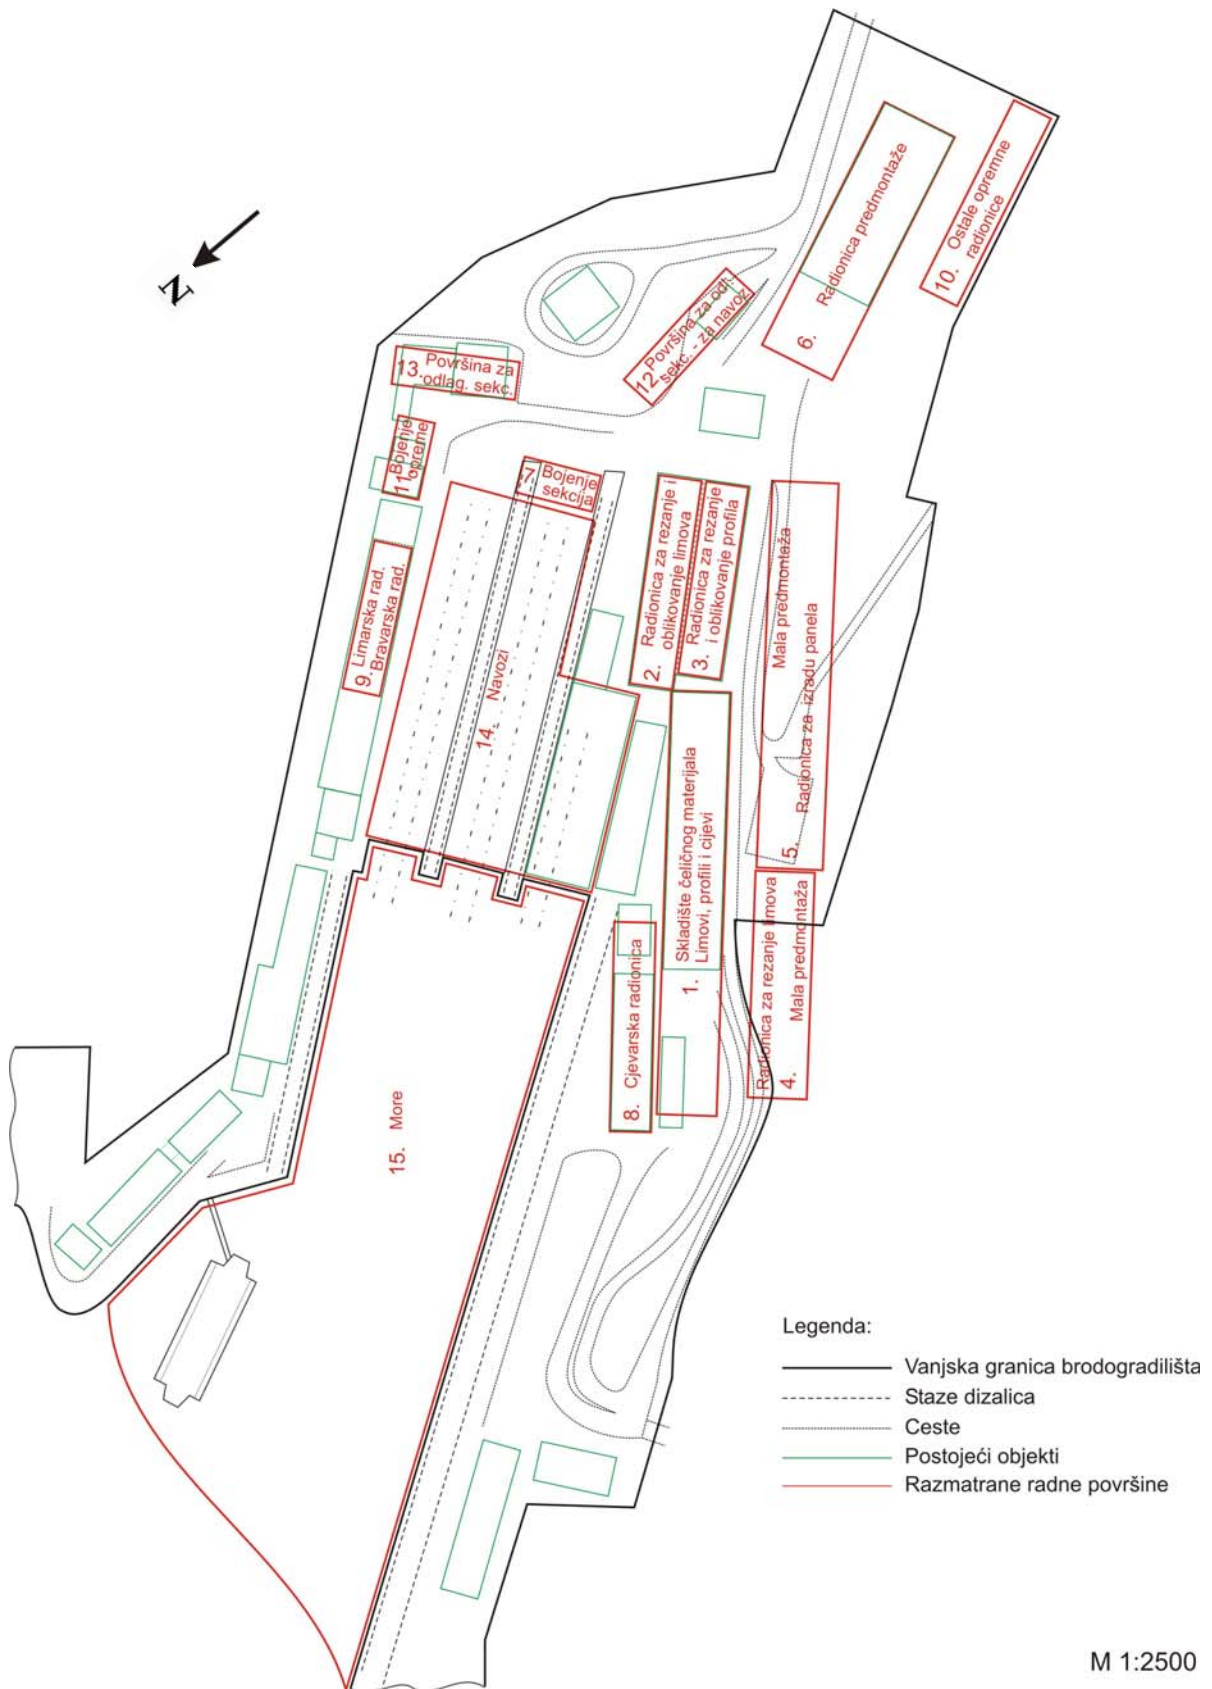 N
6. Radionica predmontaže
10. Ostale opremne
radionice
12. Površina za odl.
sekc. - za navoz
13. Površina za
odlag. sekc.
11. Bojenje
opreme
7 Bojenje
sekcija
2. Radionica za rezanje i
oblikovanje limova
3. Radionica za rezanje
i oblikovanje profila
Mala predmontaža
5. Radionica za izradu panela
9. Limarska rad.
Bravarska rad.
14. Navozi
1. Skladište čeličnog materijala
Limovi, profili i cijevi
8. Cjevarska radionica
4. Radionica za rezanje limova
Mala predmontaža
15. More
Legenda:
Vanjska granica brodogradilišta
Staze dizalica
Ceste
Postojeći objekti
Razmatrane radne površine
M 1:2500